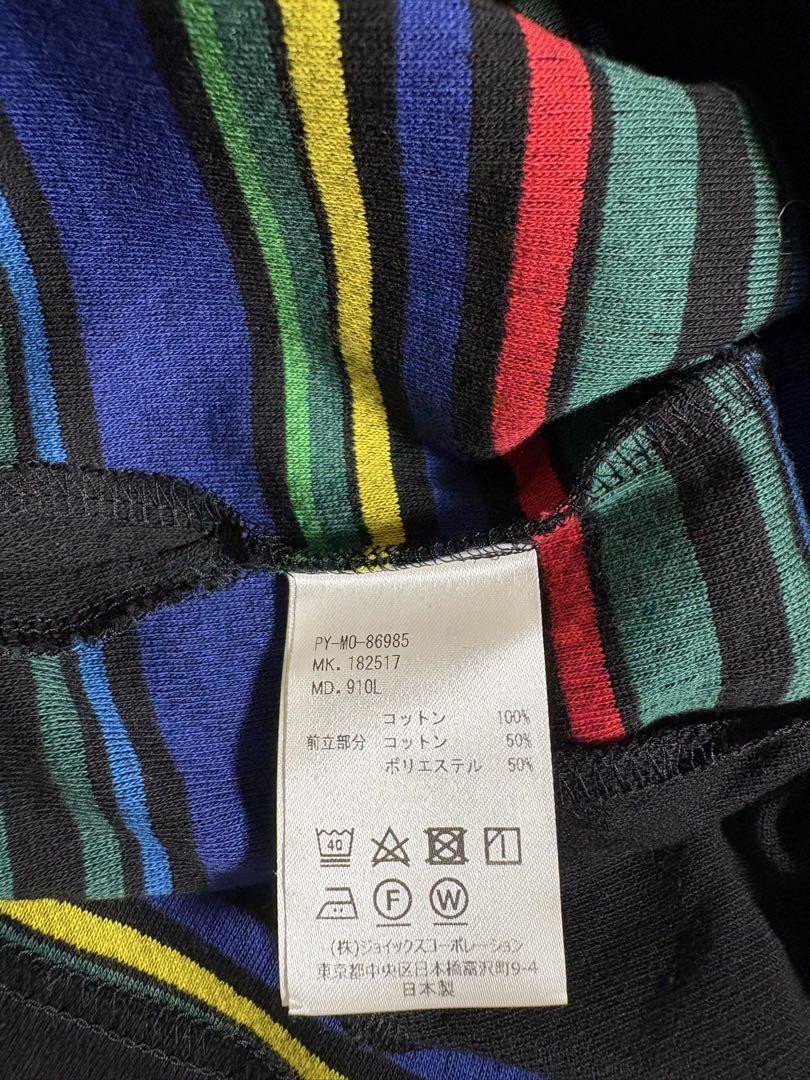 PY-MO-86985
MK. 182517
MD. 910L
コットン 100%
前立部分 コットン 50%
ポリエステル 50%
40
F W
(株)ジョイックスコーポレーション
東京都中央区日本橋富沢町9-4
日本製